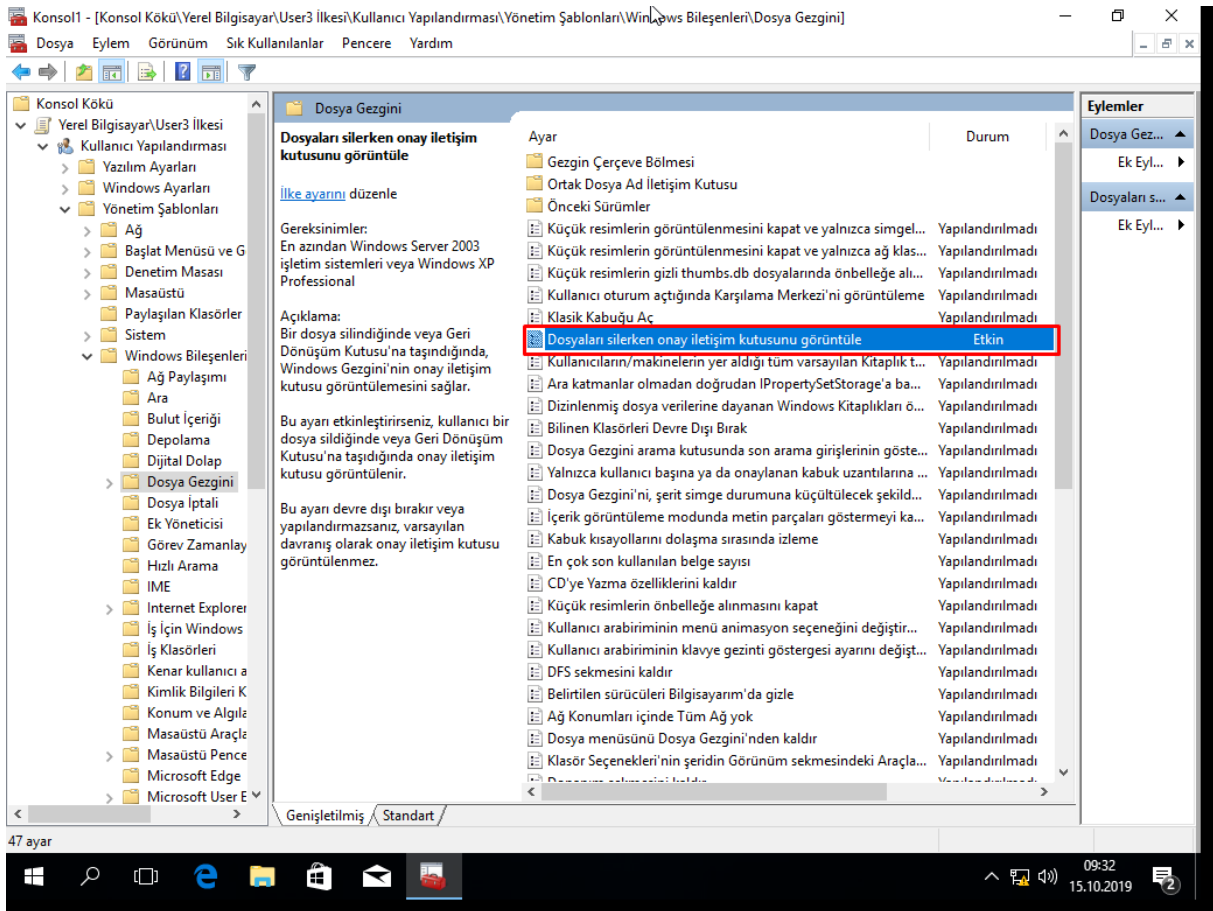 Konsol1 - [Konsol Kökü\Yerel Bilgisayar\User3 İlkesi\Kullanıcı Yapılandırması\Yönetim Şablonları\Windows Bileşenleri\Dosya Gezgini]
Dosya Eylem Görünüm Sık Kullanılanlar Pencere Yardım
Konsol Kökü
Yerel Bilgisayar\User3 İlkesi
Kullanıcı Yapılandırması
Yazılım Ayarları
Windows Ayarları
Yönetim Şablonları
Ağ
Başlat Menüsü ve G
Denetim Masası
Masaüstü
Paylaşılan Klasörler
Sistem
Windows Bileşenleri
Ağ Paylaşımı
Ara
Bulut İçeriği
Depolama
Dijital Dolap
Dosya Gezgini
Dosya İptali
Ek Yöneticisi
Görev Zamanlay
Hızlı Arama
IME
Internet Explorer
İş İçin Windows
İş Klasörleri
Kenar kullanıcı a
Kimlik Bilgileri K
Konum ve Algıla
Masaüstü Araçla
Masaüstü Pence
Microsoft Edge
Microsoft User E
Dosya Gezgini
Dosyaları silerken onay iletişim
kutusunu görüntüle
İlke ayarını düzenle
Gereksinimler:
En azından Windows Server 2003
işletim sistemleri veya Windows XP
Professional
Açıklama:
Bir dosya silindiğinde veya Geri
Dönüşüm Kutusu'na taşındığında,
Windows Gezgini'nin onay iletişim
kutusu görüntülemesini sağlar.
Bu ayarı etkinleştirirseniz, kullanıcı bir
dosya sildiğinde veya Geri Dönüşüm
Kutusu'na taşıdığında onay iletişim
kutusu görüntülenir.
Bu ayarı devre dışı bırakır veya
yapılandırmazsanız, varsayılan
davranış olarak onay iletişim kutusu
görüntülenmez.
Ayar Durum
Gezgin Çerçeve Bölmesi
Ortak Dosya Ad İletişim Kutusu
Önceki Sürümler
Küçük resimlerin görüntülenmesini kapat ve yalnızca simgel... Yapılandırılmadı
Küçük resimlerin görüntülenmesini kapat ve yalnızca ağ klas... Yapılandırılmadı
Küçük resimlerin gizli thumbs.db dosyalarında önbelleğe alı... Yapılandırılmadı
Kullanıcı oturum açtığında Karşılama Merkezi'ni görüntüleme Yapılandırılmadı
Klasik Kabuğu Aç Yapılandırılmadı
Dosyaları silerken onay iletişim kutusunu görüntüle Etkin
Kullanıcıların/makinelerin yer aldığı tüm varsayılan Kitaplık t... Yapılandırılmadı
Ara katmanlar olmadan doğrudan IPropertySetStorage'a ba... Yapılandırılmadı
Dizinlenmiş dosya verilerine dayanan Windows Kitaplıkları ö... Yapılandırılmadı
Bilinen Klasörleri Devre Dışı Bırak Yapılandırılmadı
Dosya Gezgini arama kutusunda son arama girişlerinin göste... Yapılandırılmadı
Yalnızca kullanıcı başına ya da onaylanan kabuk uzantılarına ... Yapılandırılmadı
Dosya Gezgini'ni, şerit simge durumuna küçültülecek şekild... Yapılandırılmadı
İçerik görüntüleme modunda metin parçaları göstermeyi ka... Yapılandırılmadı
Kabuk kısayollarını dolaşma sırasında izleme Yapılandırılmadı
En çok son kullanılan belge sayısı Yapılandırılmadı
CD'ye Yazma özelliklerini kaldır Yapılandırılmadı
Küçük resimlerin önbelleğe alınmasını kapat Yapılandırılmadı
Kullanıcı arabiriminin menü animasyon seçeneğini değiştir... Yapılandırılmadı
Kullanıcı arabiriminin klavye gezinti göstergesi ayarını değişt... Yapılandırılmadı
DFS sekmesini kaldır Yapılandırılmadı
Belirtilen sürücüleri Bilgisayarım'da gizle Yapılandırılmadı
Ağ Konumları içinde Tüm Ağ yok Yapılandırılmadı
Dosya menüsünü Dosya Gezgini'nden kaldır Yapılandırılmadı
Klasör Seçenekleri'nin şeridin Görünüm sekmesindeki Araçla... Yapılandırılmadı
Donanım sekmesini kaldır Yapılandırılmadı
Genişletilmiş Standart
Eylemler
Dosya Gez...
Ek Eyl...
Dosyaları s...
Ek Eyl...
47 ayar
09:32
15.10.2019
2